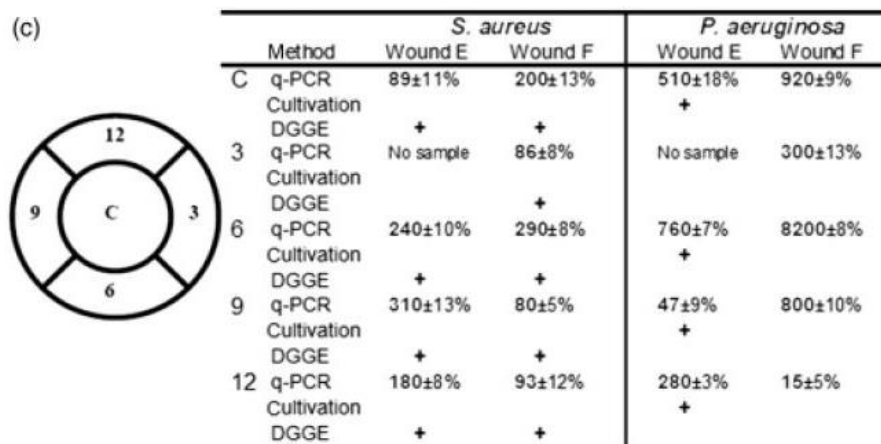 (c)
S. aureus P. aeruginosa
Method Wound E Wound F Wound E Wound F
C q-PCR 89±11% 200±13% 510±18% 920±9%
Cultivation +
DGGE + +
3 q-PCR No sample 86±8% No sample 300±13%
Cultivation
DGGE +
6 q-PCR 240±10% 290±8% 760±7% 8200±8%
Cultivation +
DGGE + +
9 q-PCR 310±13% 80±5% 47±9% 800±10%
Cultivation +
DGGE + +
12 q-PCR 180±8% 93±12% 280±3% 15±5%
Cultivation +
DGGE + +
12
9 C 3
6